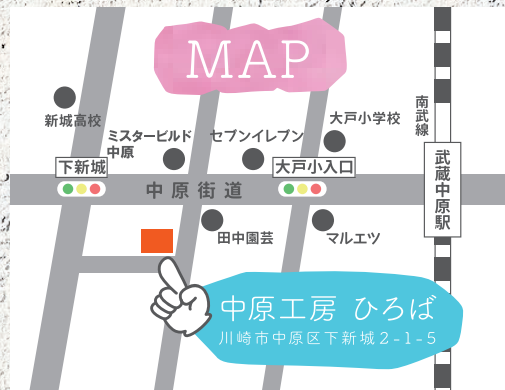 MAP
新城高校
ミスタービルド
中原
セブンイレブン
大戸小学校
南武線
下新城
大戸小入口
武蔵中原駅
中原街道
田中園芸
マルエツ
中原工房 ひろば
川崎市中原区下新城2-1-5